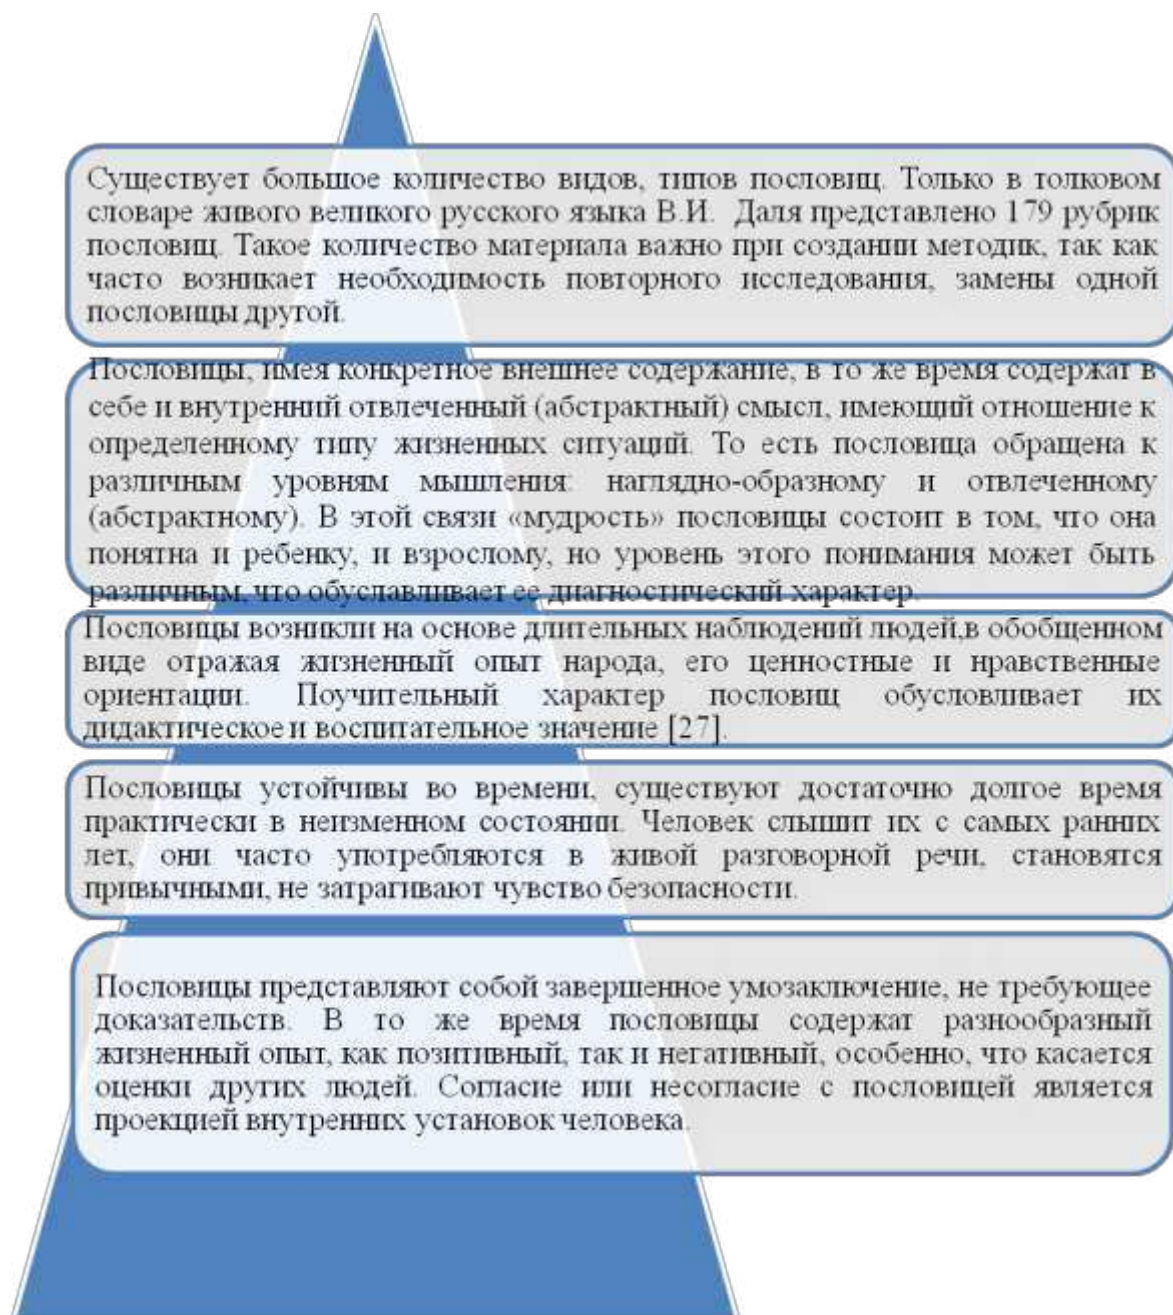 Существует большое количество видов, типов пословиц. Только в толковом
словаре живого великого русского языка В.И. Даля представлено 179 рубрик
пословиц. Такое количество материала важно при создании методик, так как
часто возникает необходимость повторного исследования, замены одной
пословицы другой.
Пословицы, имея конкретное внешнее содержание, в то же время содержат в
себе и внутренний отвлеченный (абстрактный) смысл, имеющий отношение к
определенному типу жизненных ситуаций. То есть пословица обращена к
различным уровням мышления: наглядно-образному и отвлеченному
(абстрактному). В этой связи «мудрость» пословицы состоит в том, что она
понятна и ребенку, и взрослому, но уровень этого понимания может быть
различным, что обуславливает ее диагностический характер.
Пословицы возникли на основе длительных наблюдений людей,в обобщенном
виде отражая жизненный опыт народа, его ценностные и нравственные
ориентации. Поучительный характер пословиц обусловливает их
дидактическое и воспитательное значение [27].
Пословицы устойчивы во времени, существуют достаточно долгое время
практически в неизменном состоянии. Человек слышит их с самых ранних
лет, они часто употребляются в живой разговорной речи, становятся
привычными, не затрагивают чувство безопасности.
Пословицы представляют собой завершенное умозаключение, не требующее
доказательств. В то же время пословицы содержат разнообразный
жизненный опыт, как позитивный, так и негативный, особенно, что касается
оценки других людей. Согласие или несогласие с пословицей является
проекцией внутренних установок человека.